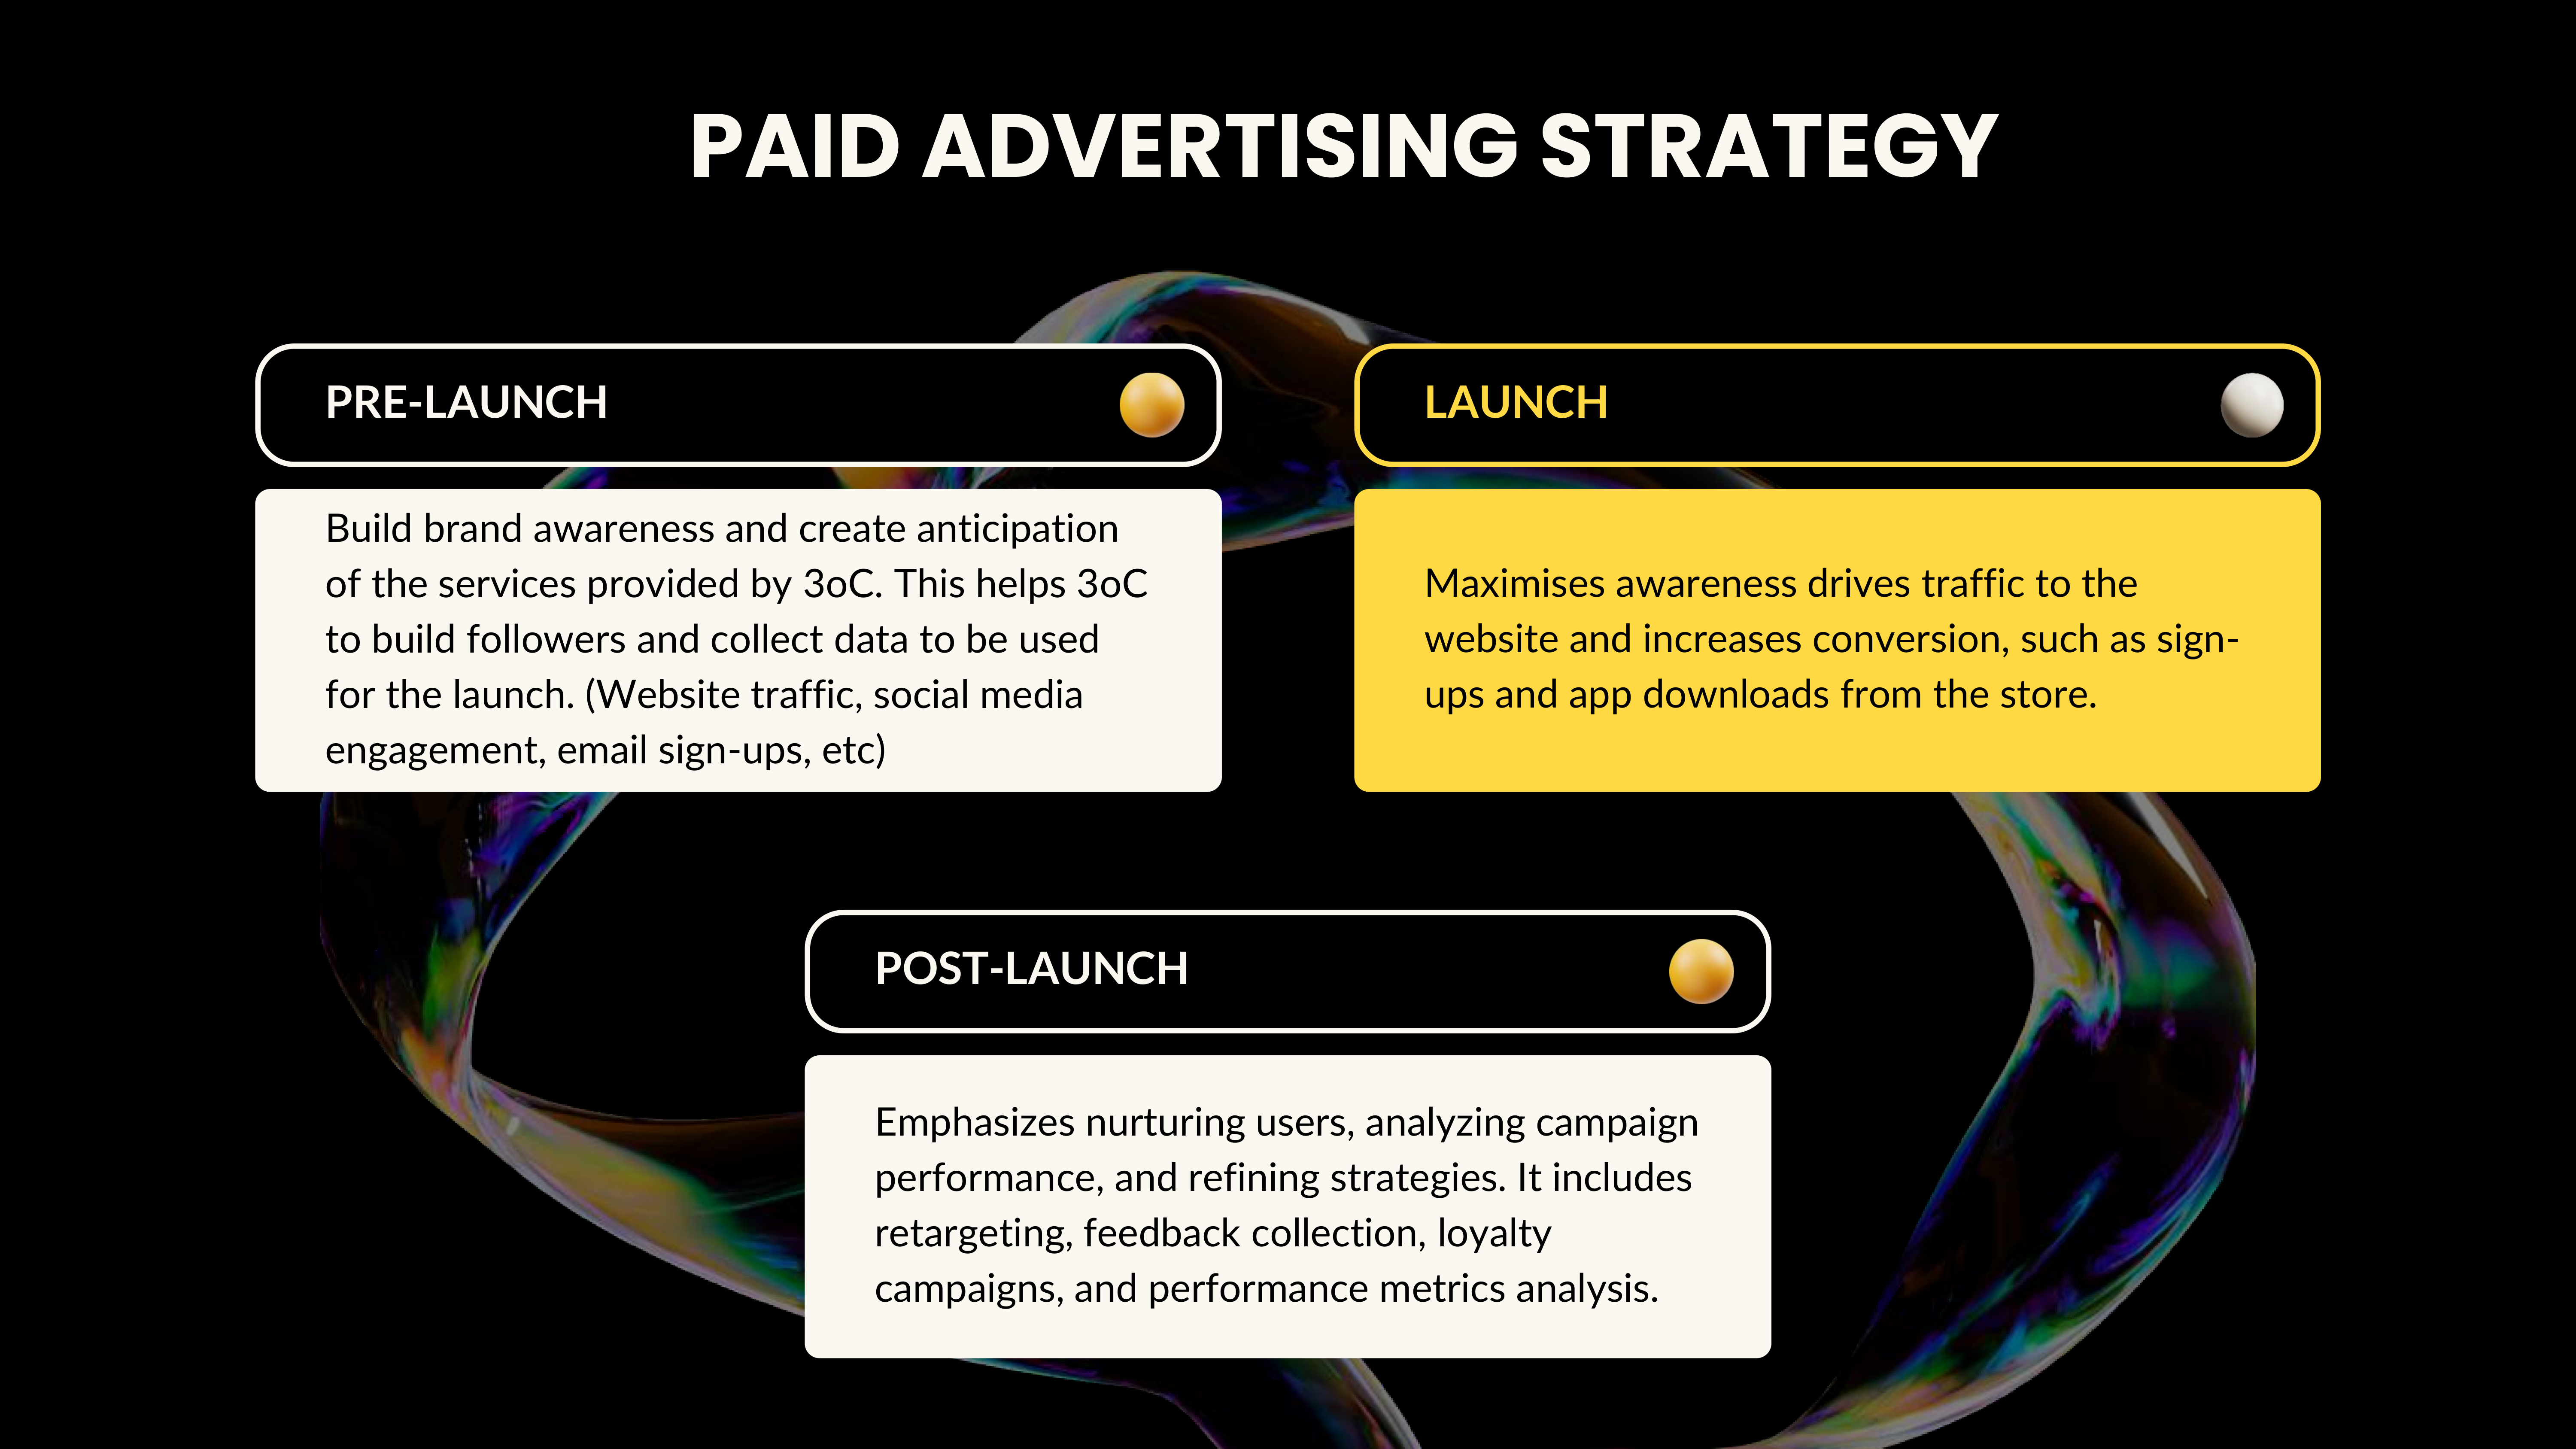 PAID ADVERTISING STRATEGY
PRE-LAUNCH
Build brand awareness and create anticipation
of the services provided by 3oC. This helps 3oC
to build followers and collect data to be used
for the launch. (Website traffic, social media
engagement, email sign-ups, etc)
LAUNCH
Maximises awareness drives traffic to the
website and increases conversion, such as sign-
ups and app downloads from the store.
POST-LAUNCH
Emphasizes nurturing users, analyzing campaign
performance, and refining strategies. It includes
retargeting, feedback collection, loyalty
campaigns, and performance metrics analysis.